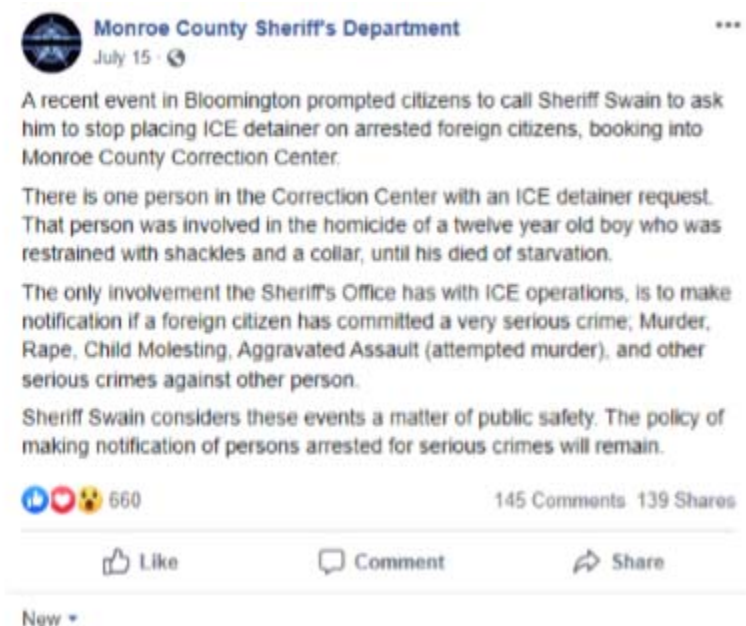 Monroe County Sheriff's Department
July 15
A recent event in Bloomington prompted citizens to call Sheriff Swain to ask
him to stop placing ICE detainer on arrested foreign citizens, booking into
Monroe County Correction Center.
There is one person in the Correction Center with an ICE detainer request.
That person was involved in the homicide of a twelve year old boy who was
restrained with shackles and a collar, until his died of starvation.
The only involvement the Sheriff's Office has with ICE operations, is to make
notification if a foreign citizen has committed a very serious crime; Murder,
Rape, Child Molesting, Aggravated Assault (attempted murder), and other
serious crimes against other person.
Sheriff Swain considers these events a matter of public safety. The policy of
making notification of persons arrested for serious crimes will remain.
660
145 Comments 139 Shares
Like
Comment
Share
New